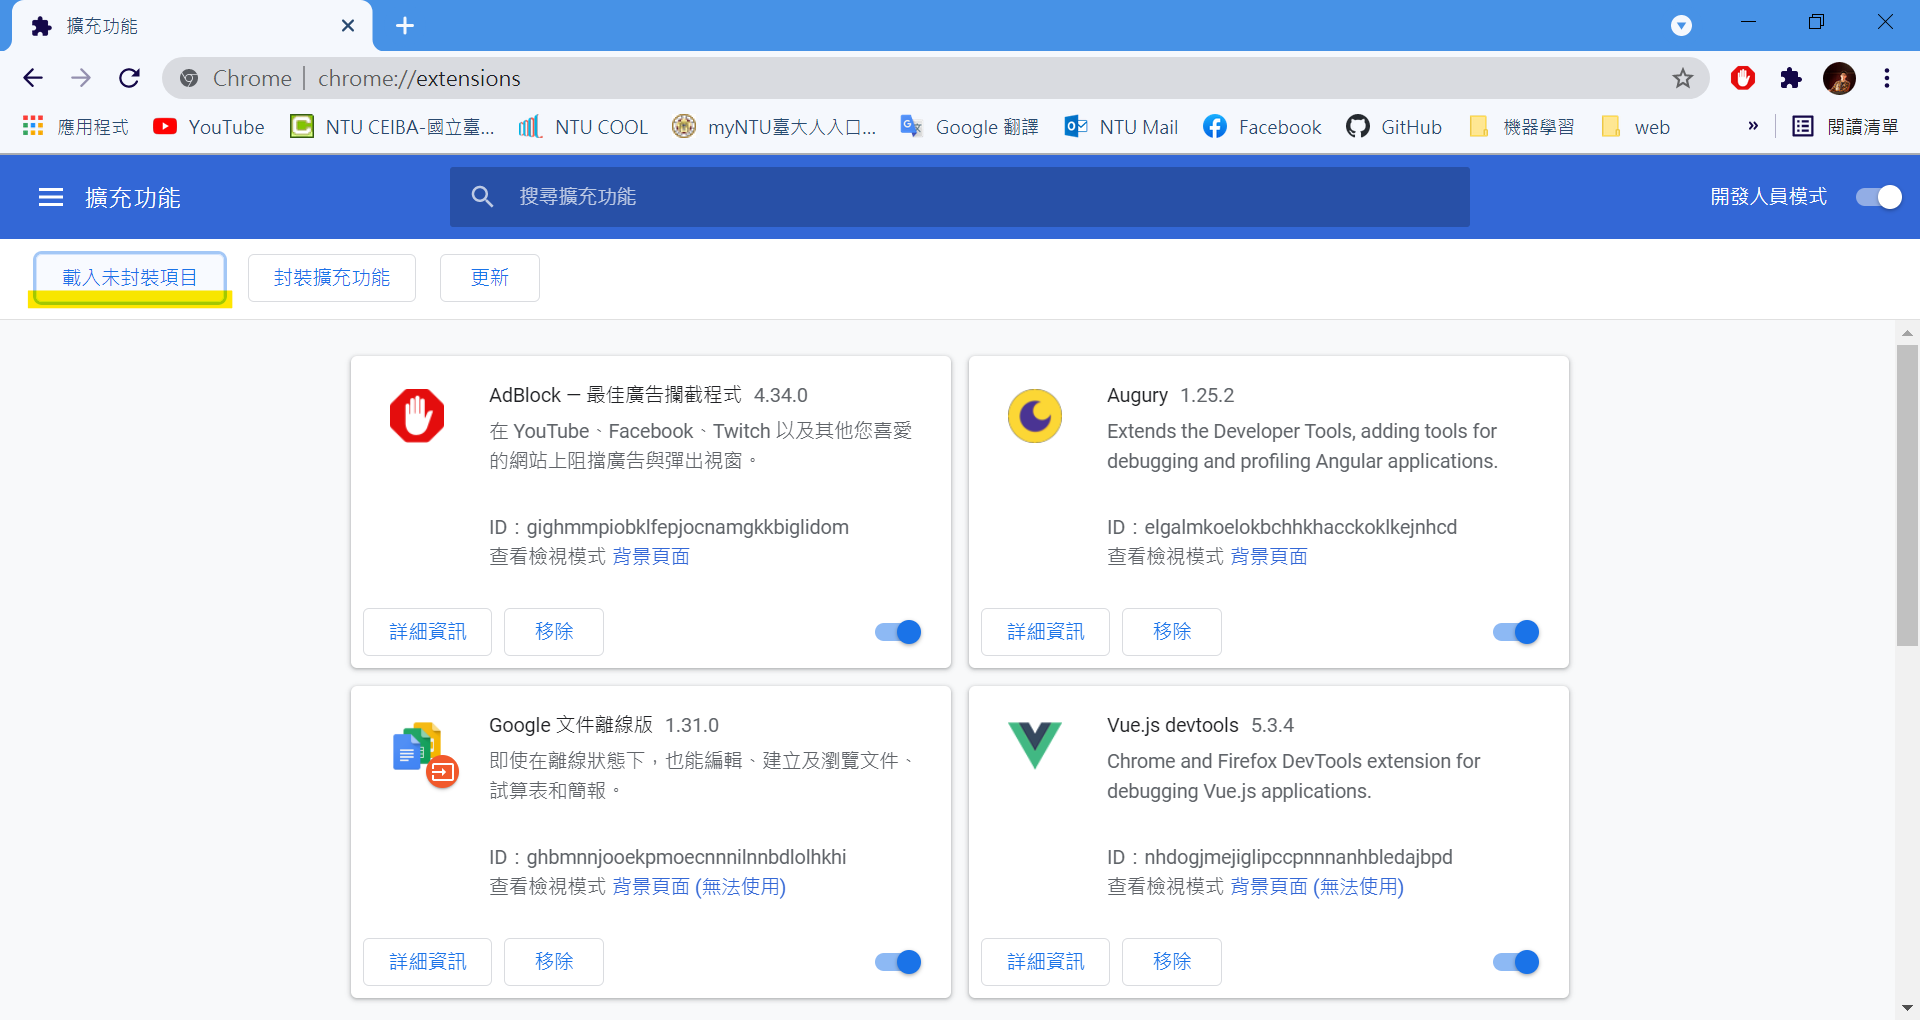 擴充功能
Chrome | chrome://extensions
應用程式 YouTube NTU CEIBA-國立臺... NTU COOL myNTU臺大人入口... Google 翻譯 NTU Mail Facebook GitHub 機器學習 web » 閱讀清單
擴充功能 搜尋擴充功能 開發人員模式
載入未封裝項目 封裝擴充功能 更新
AdBlock — 最佳廣告攔截程式 4.34.0
在 YouTube、Facebook、Twitch 以及其他您喜愛
的網站上阻擋廣告與彈出視窗。
ID：gighmmpiobklfepjocnamgkkbiglidom
查看檢視模式 背景頁面
詳細資訊 移除
Augury 1.25.2
Extends the Developer Tools, adding tools for
debugging and profiling Angular applications.
ID：elgalmkoelokbchhkhacckoklkejnhcd
查看檢視模式 背景頁面
詳細資訊 移除
Google 文件離線版 1.31.0
即使在離線狀態下，也能編輯、建立及瀏覽文件、
試算表和簡報。
ID：ghbmnnjooekpmoecnnnilnnbdlolhkhi
查看檢視模式 背景頁面 (無法使用)
詳細資訊 移除
Vue.js devtools 5.3.4
Chrome and Firefox DevTools extension for
debugging Vue.js applications.
ID：nhdogjmejiglipccpnnnanhbledajbpd
查看檢視模式 背景頁面 (無法使用)
詳細資訊 移除